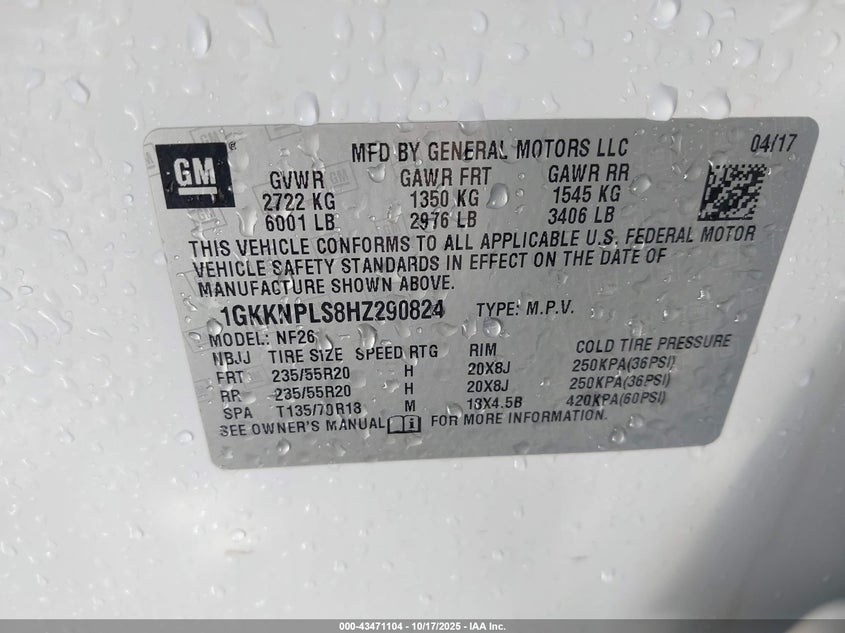 GM ®
MFD BY GENERAL MOTORS LLC 04/17
GVWR GAWR FRT GAWR RR
2722 KG 1350 KG 1545 KG
6001 LB 2976 LB 3406 LB
THIS VEHICLE CONFORMS TO ALL APPLICABLE U.S. FEDERAL MOTOR
VEHICLE SAFETY STANDARDS IN EFFECT ON THE DATE OF
MANUFACTURE SHOWN ABOVE.
1GKKNPLS8HZ290824 TYPE: M.P.V.
MODEL: NF26
NBJJ TIRE SIZE SPEED RTG RIM COLD TIRE PRESSURE
FRT 235/55R20 H 20X8J 250KPA(36PSI)
RR 235/55R20 H 20X8J 250KPA(36PSI)
SPA T135/70R18 M 18X4.5B 420KPA(60PSI)
SEE OWNER'S MANUAL FOR MORE INFORMATION.
000-43471104 - 10/17/2025 - IAA Inc.